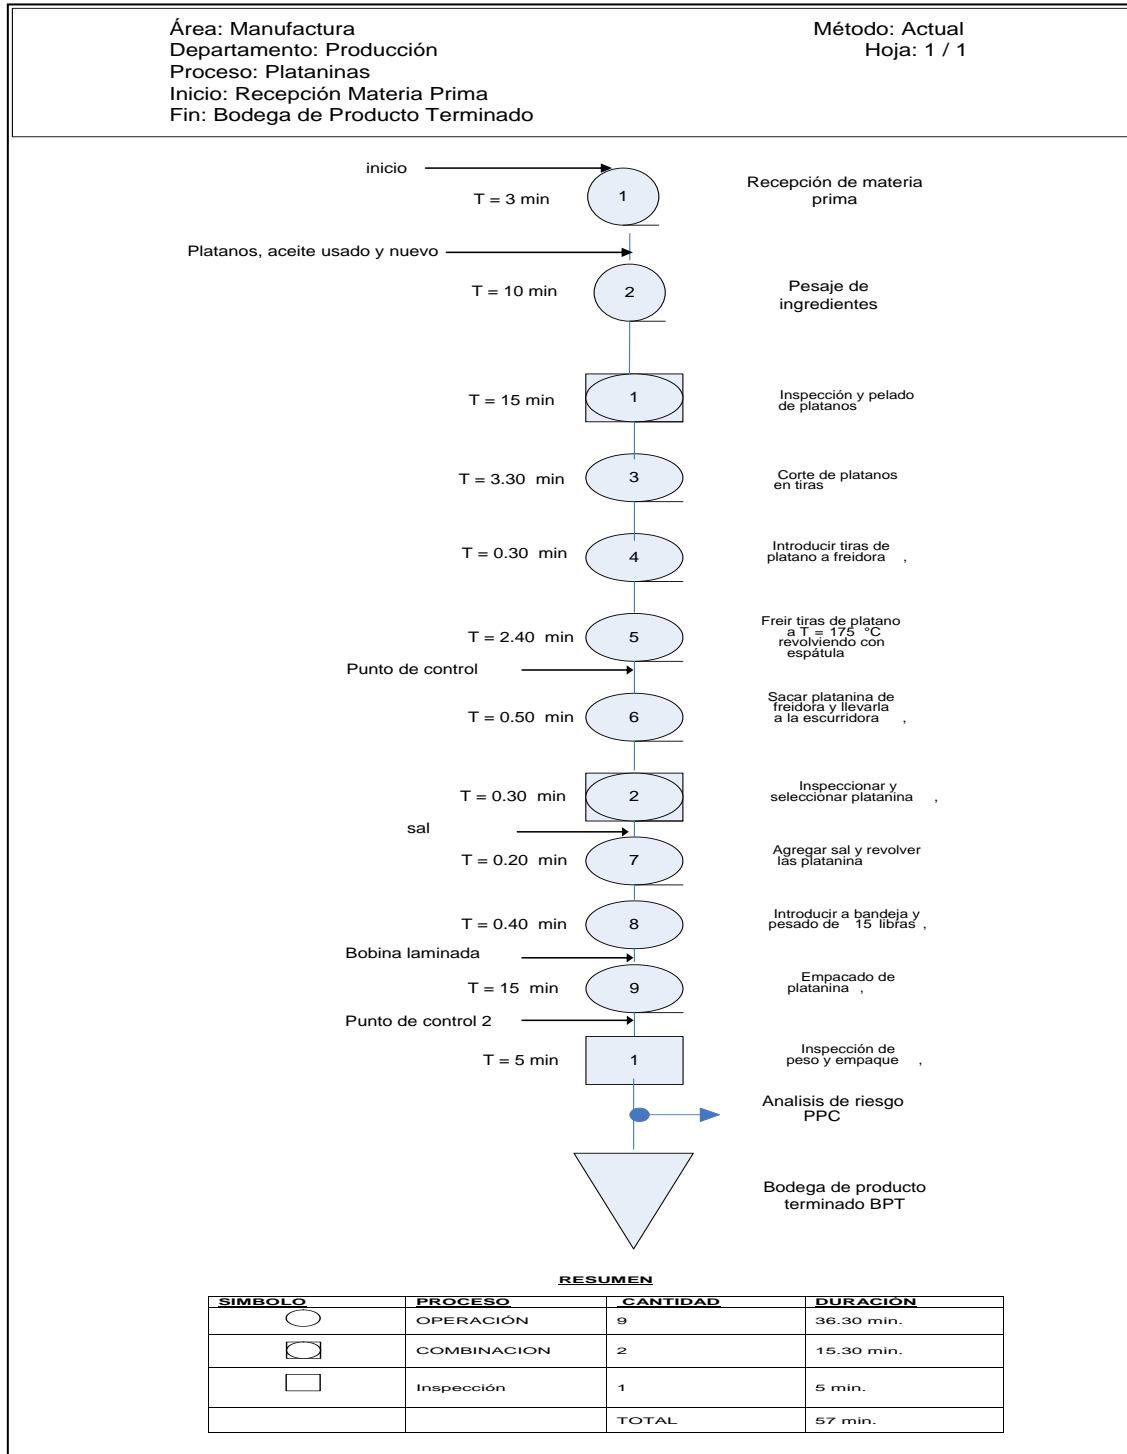 Área: Manufactura
Departamento: Producción
Proceso: Plataninas
Inicio: Recepción Materia Prima
Fin: Bodega de Producto Terminado
Método: Actual
Hoja: 1 / 1
inicio
T = 3 min
1
Recepción de materia
prima
Platanos, aceite usado y nuevo
T = 10 min
2
Pesaje de
ingredientes
T = 15 min
1
Inspección y pelado
de platanos
T = 3.30 min
3
Corte de platanos
en tiras
T = 0.30 min
4
Introducir tiras de
platano a freidora ,
T = 2.40 min
5
Freir tiras de platano
a T = 175 °C
revolviendo con
espátula
Punto de control
T = 0.50 min
6
Sacar platanina de
freidora y llevarla
a la escurridora ,
T = 0.30 min
2
Inspeccionar y
seleccionar platanina ,
sal
T = 0.20 min
7
Agregar sal y revolver
las platanina
T = 0.40 min
8
Introducir a bandeja y
pesado de 15 libras ,
Bobina laminada
T = 15 min
9
Empacado de
platanina ,
Punto de control 2
T = 5 min
1
Inspección de
peso y empaque ,
Analisis de riesgo
PPC
Bodega de producto
terminado BPT
RESUMEN
SIMBOLO PROCESO CANTIDAD DURACIÓN
OPERACIÓN 9 36.30 min.
COMBINACION 2 15.30 min.
Inspección 1 5 min.
TOTAL 57 min.